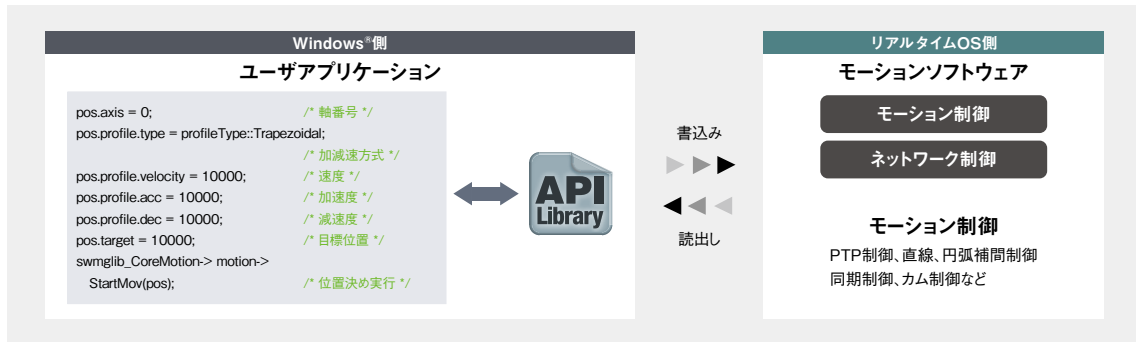 Windows®側
ユーザアプリケーション
pos.axis = 0; /* 軸番号 */
pos.profile.type = profileType::Trapezoidal;
/* 加減速方式 */
pos.profile.velocity = 10000; /* 速度 */
pos.profile.acc = 10000; /* 加速度 */
pos.profile.dec = 10000; /* 減速度 */
pos.target = 10000; /* 目標位置 */
swmglib_CoreMotion-> motion->
StartMov(pos); /* 位置決め実行 */
API
Library
書込み
読出し
リアルタイムOS側
モーションソフトウェア
モーション制御
ネットワーク制御
モーション制御
PTP制御、直線、円弧補間制御
同期制御、カム制御など